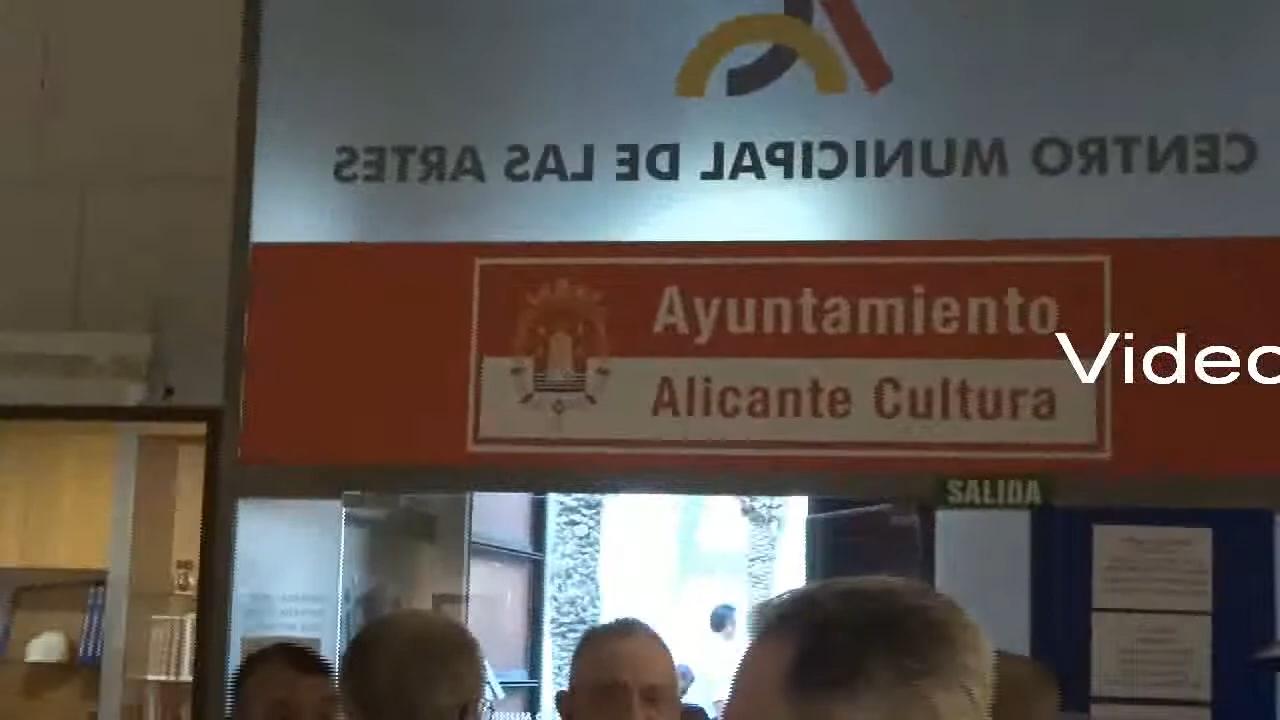 CENTRO MUNICIPAL DE LAS ARTES
Ayuntamiento
Alicante Cultura
Video
SALIDA